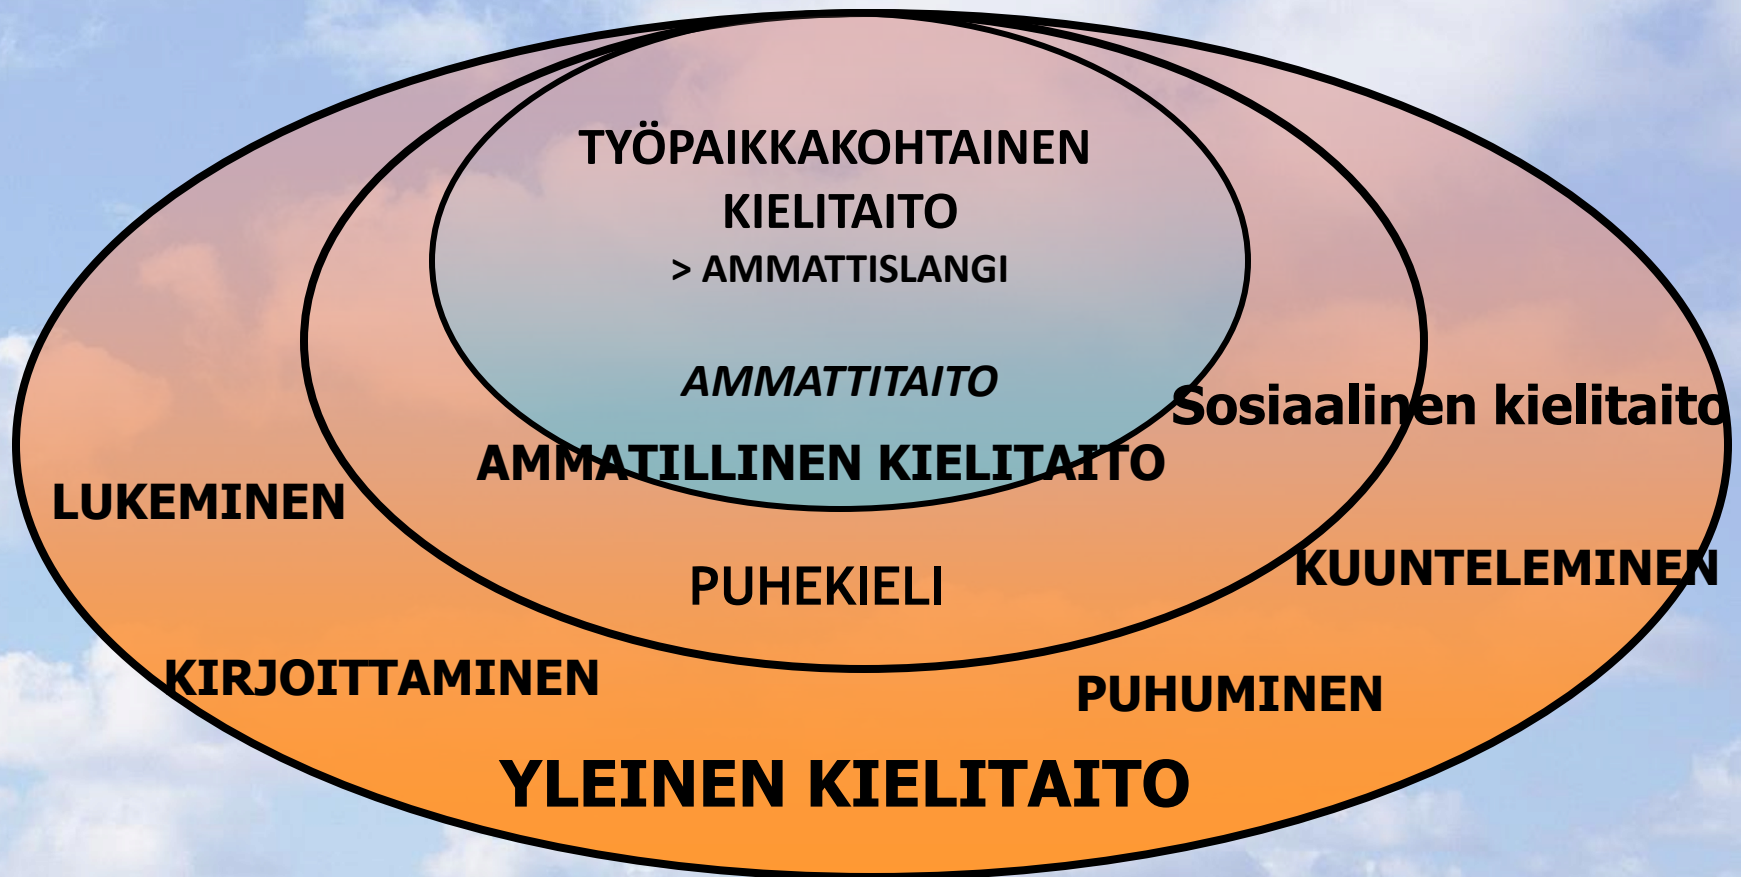 TYÖPAIKKAKOHTAINEN
KIELITAITO
> AMMATTISLANGI
AMMATTITAITO
Sosiaalinen kielitaito
AMMATILLINEN KIELITAITO
LUKEMINEN
KUUNTELEMINEN
PUHEKIELI
KIRJOITTAMINEN
PUHUMINEN
YLEINEN KIELITAITO